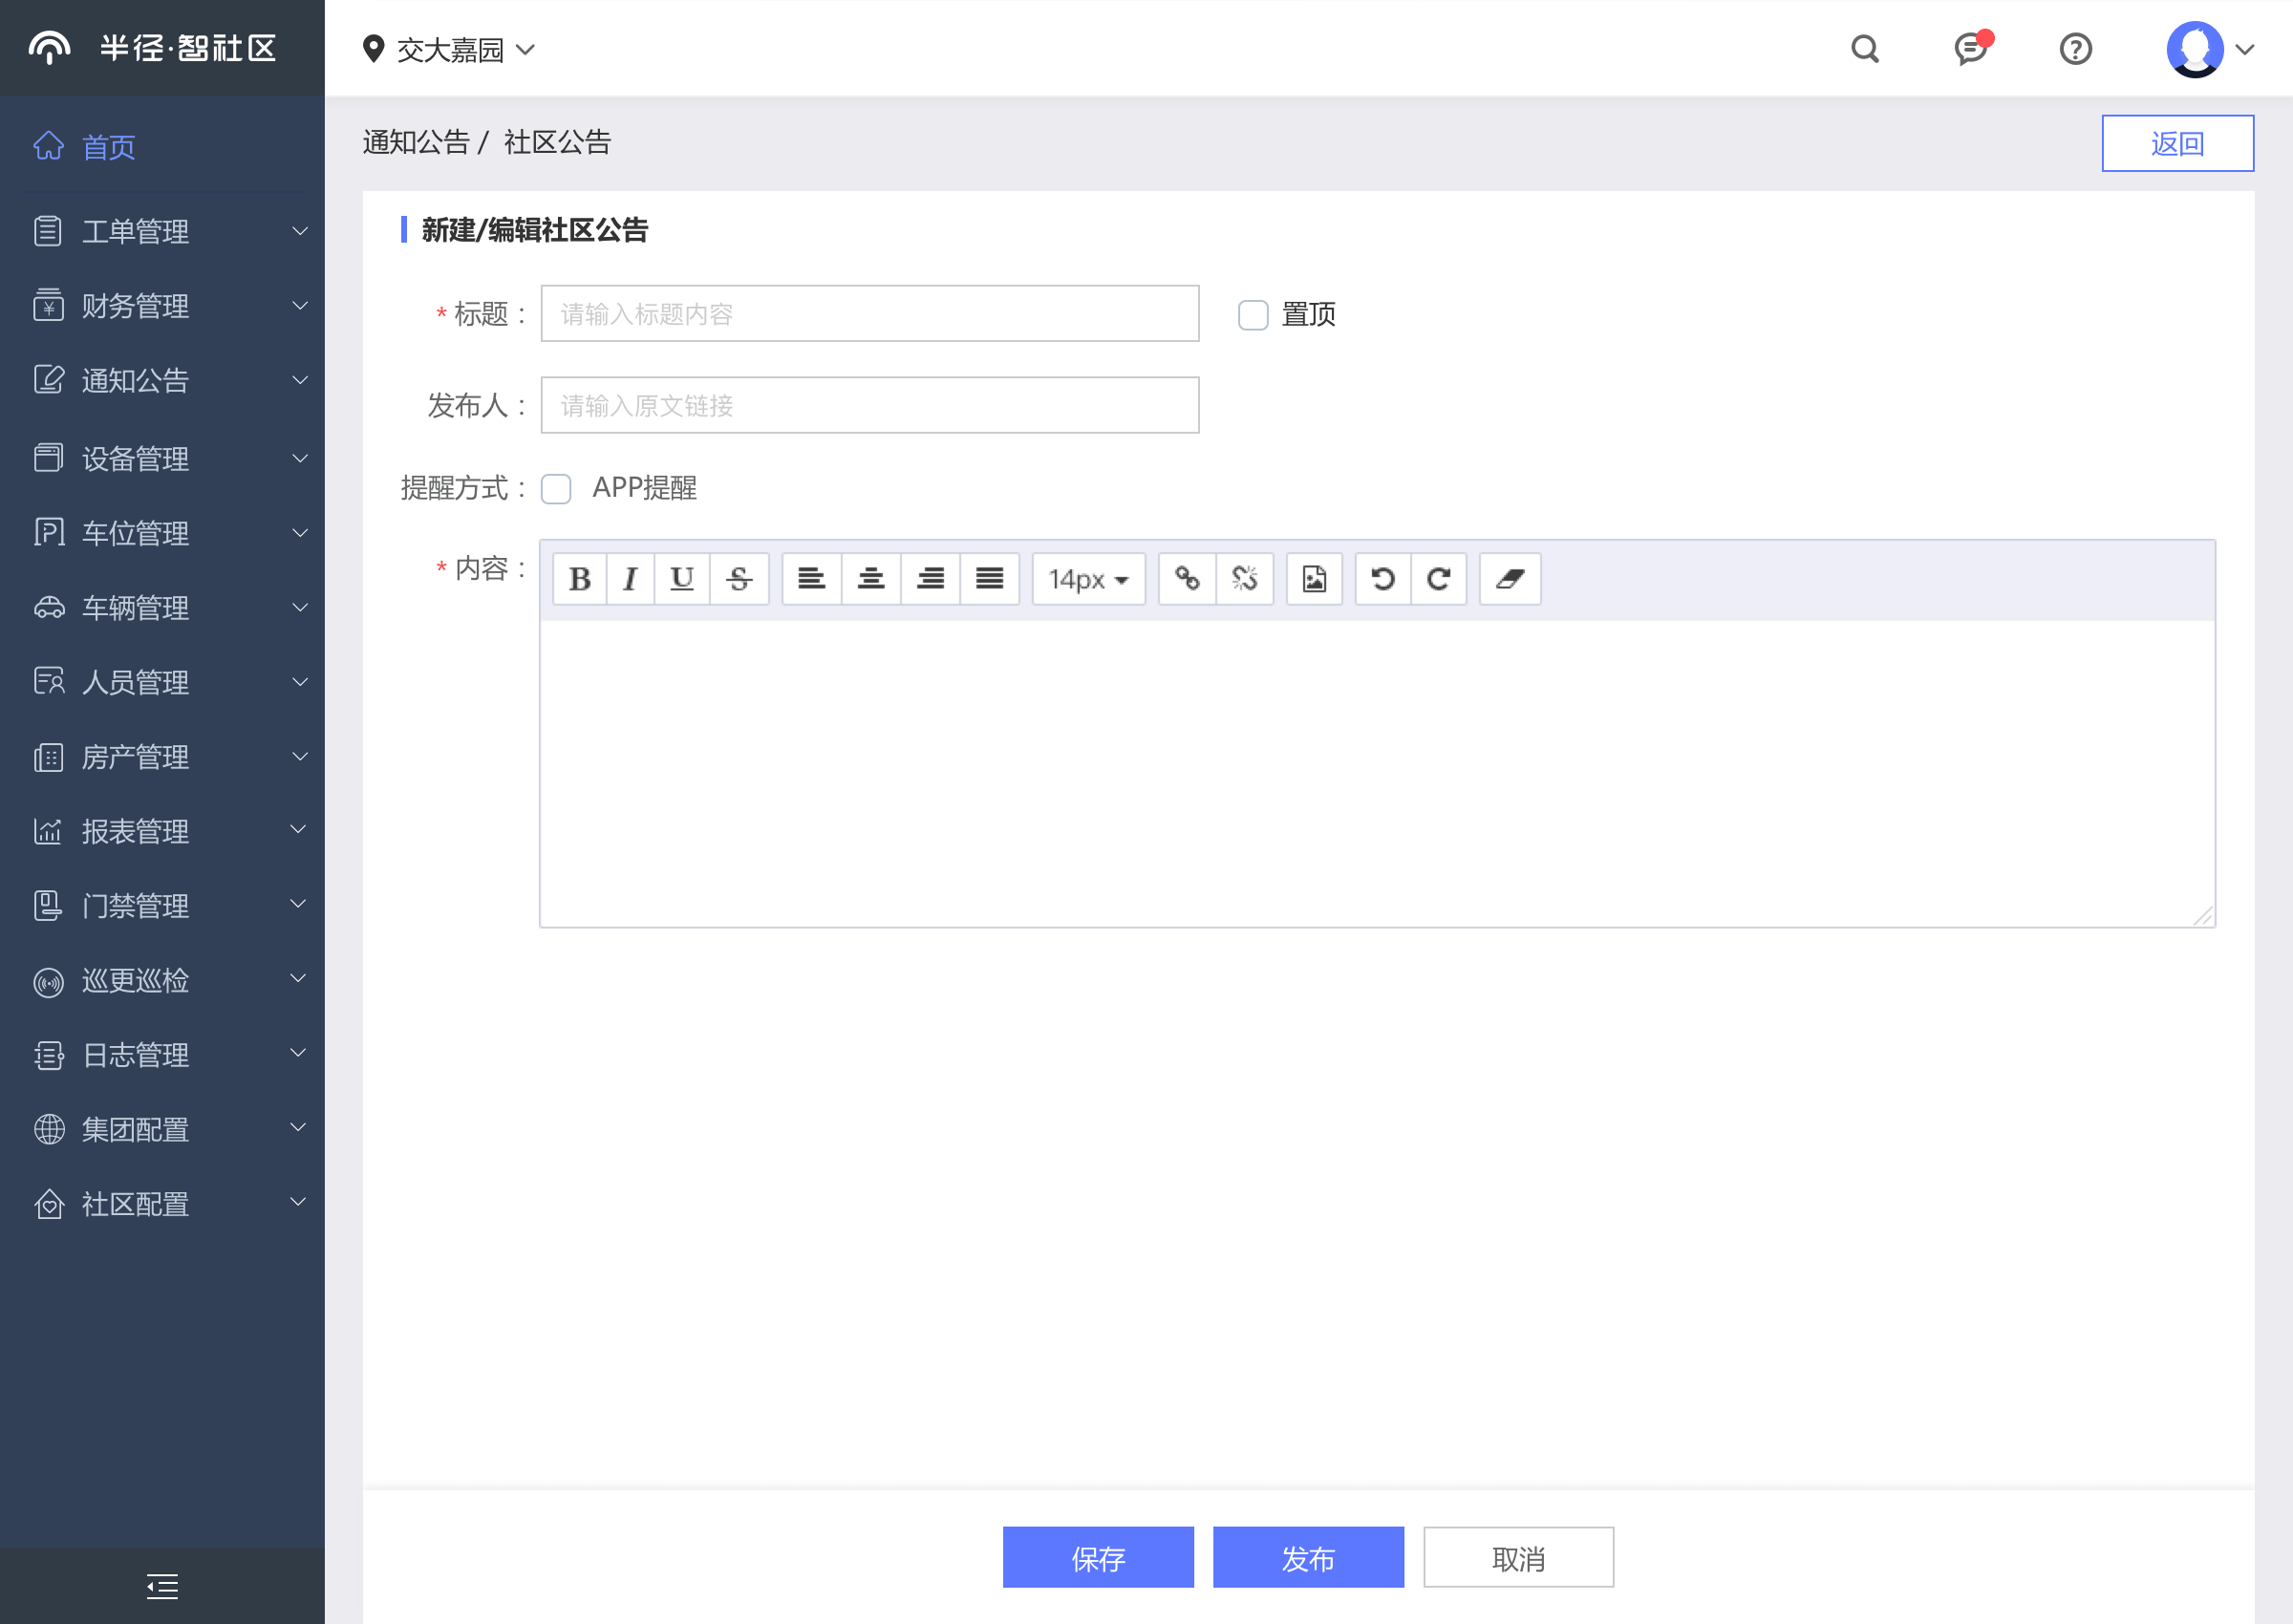 半径·智社区
交大嘉园
首页
工单管理
财务管理
通知公告
设备管理
车位管理
车辆管理
人员管理
房产管理
报表管理
门禁管理
巡更巡检
日志管理
集团配置
社区配置
通知公告 / 社区公告
返回
新建/编辑社区公告
* 标题： 请输入标题内容 置顶
发布人： 请输入原文链接
提醒方式： APP提醒
* 内容： B I U S 14px
保存 发布 取消